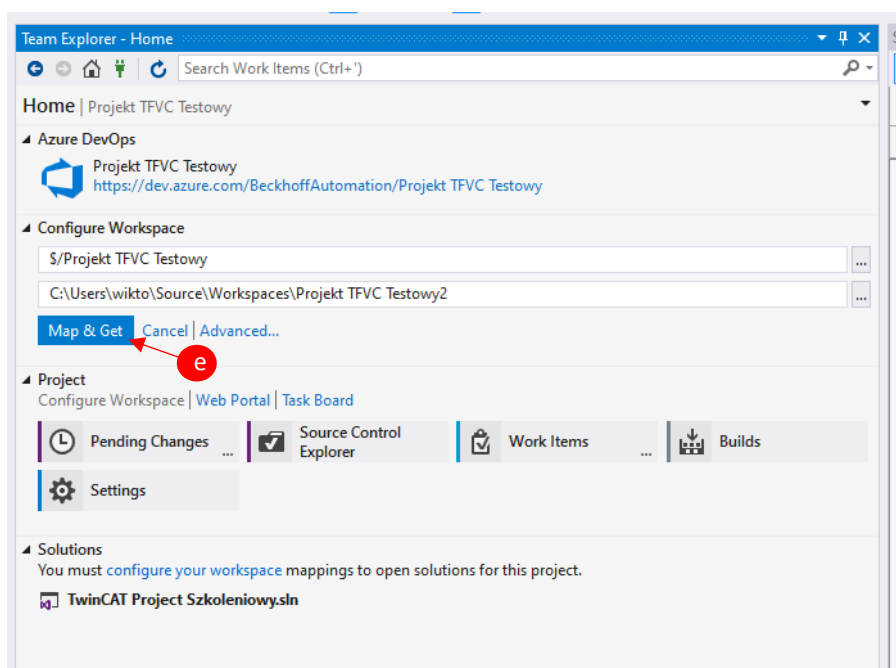 Team Explorer - Home
Search Work Items (Ctrl+')
Home | Projekt TFVC Testowy
Azure DevOps
Projekt TFVC Testowy
https://dev.azure.com/BeckhoffAutomation/Projekt TFVC Testowy
Configure Workspace
$/Projekt TFVC Testowy
...
C:\Users\wikto\Source\Workspaces\Projekt TFVC Testowy2
...
Map & Get Cancel | Advanced...
e
Project
Configure Workspace | Web Portal | Task Board
Pending Changes ...
Source Control
Explorer
Work Items ...
Builds
Settings
Solutions
You must configure your workspace mappings to open solutions for this project.
TwinCAT Project Szkoleniowy.sln